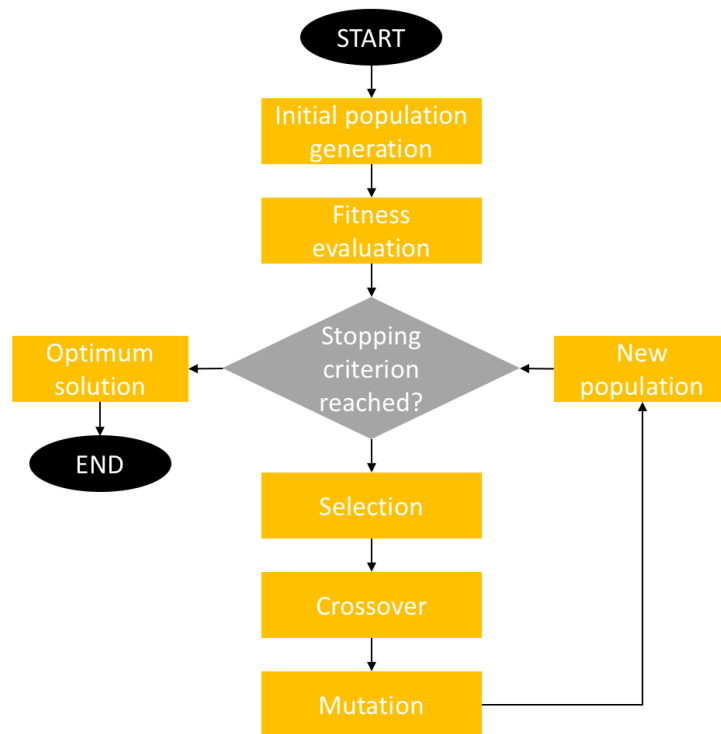 START
Initial population
generation
Fitness
evaluation
Stopping
criterion
reached?
Optimum
solution
New
population
END
Selection
Crossover
Mutation